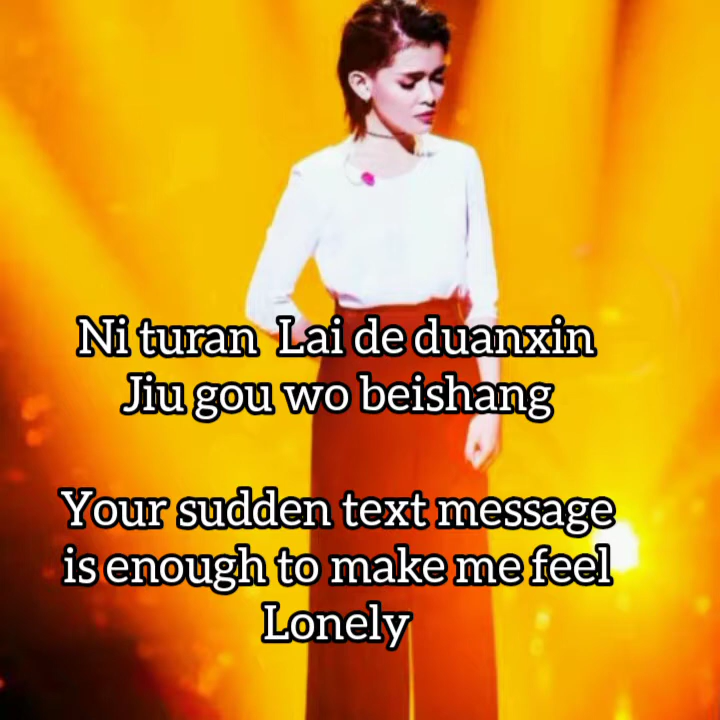 Ni turan Lai de duanxin
Jiu gou wo beishang
Your sudden text message
is enough to make me feel
Lonely